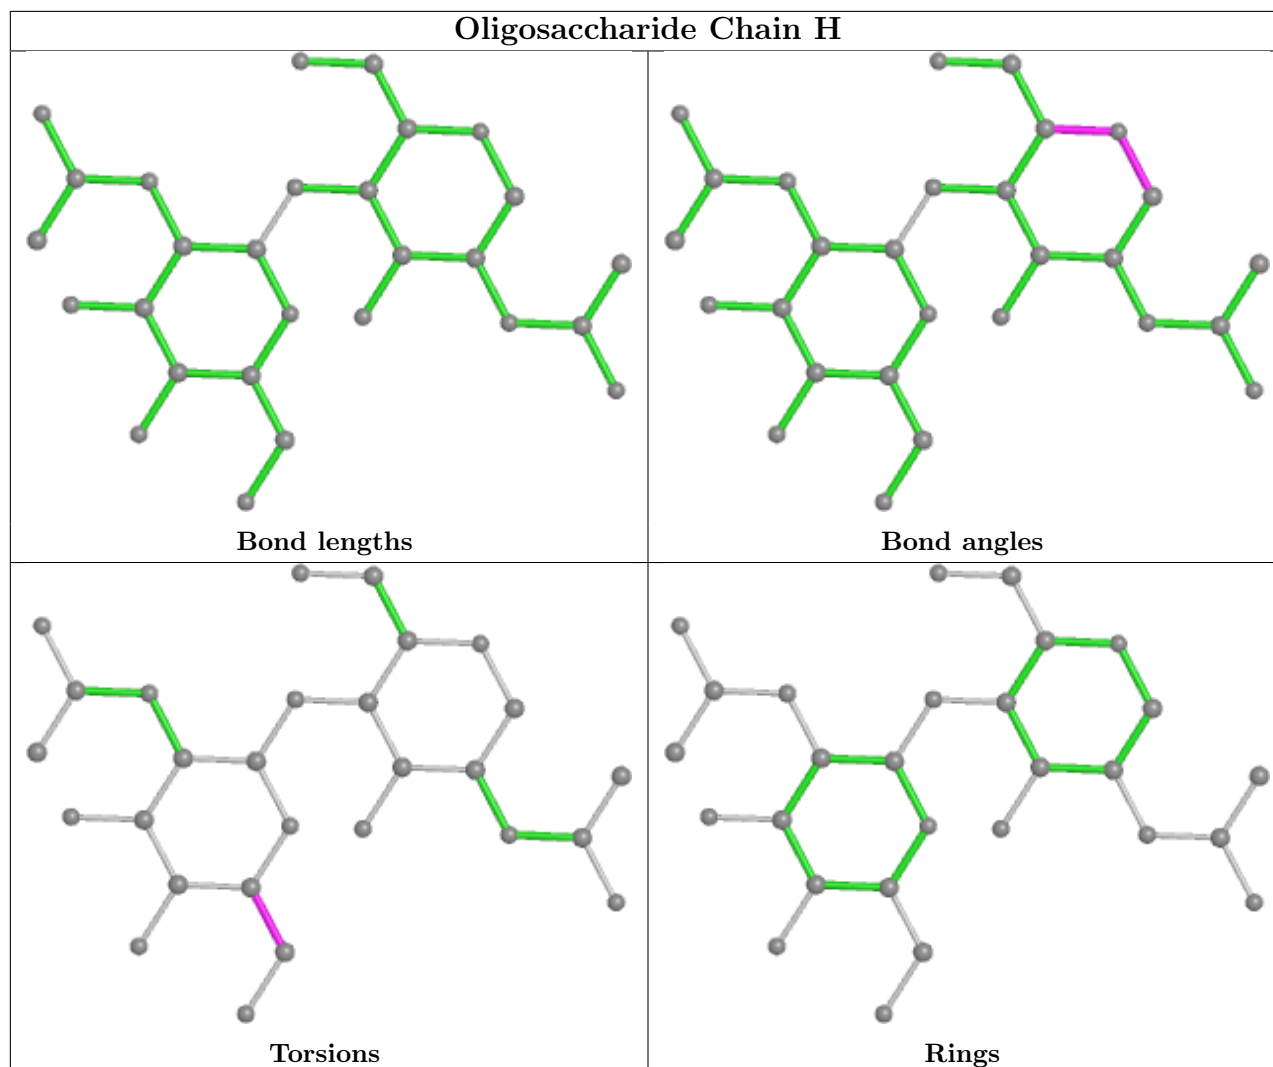 Oligosaccharide Chain H
Bond lengths
Bond angles
Torsions
Rings